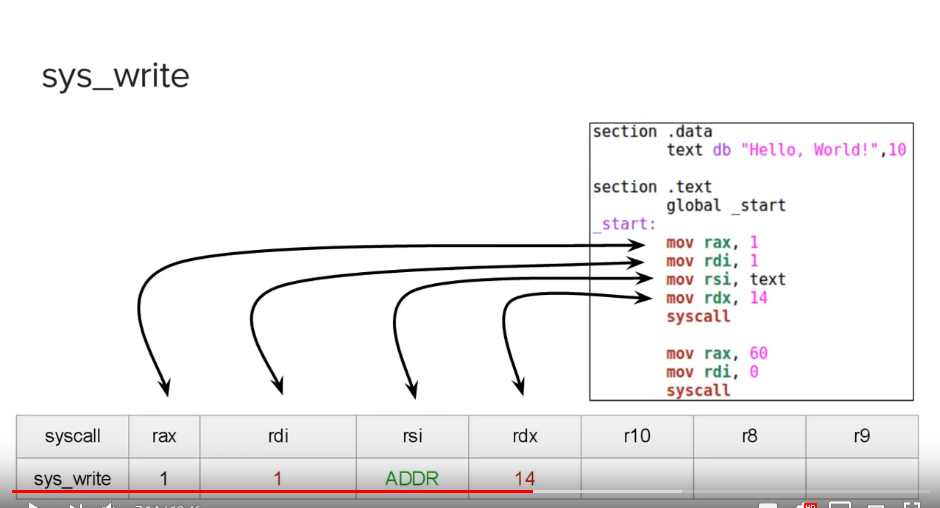 sys_write
section .data
text db "Hello, World!",10
section .text
global _start
_start:
mov rax, 1
mov rdi, 1
mov rsi, text
mov rdx, 14
syscall
mov rax, 60
mov rdi, 0
syscall
syscall rax rdi rsi rdx r10 r8 r9
sys_write 1 1 ADDR 14